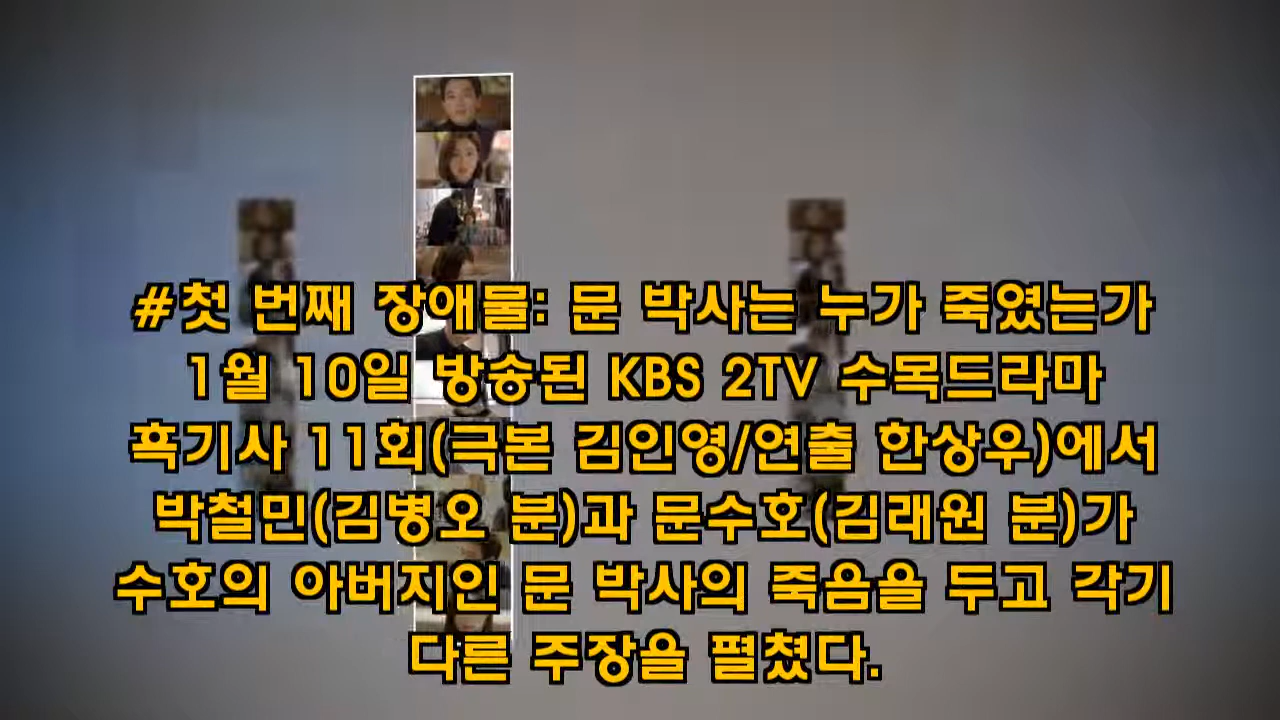 #첫 번째 장애물: 문 박사는 누가 죽였는가
1월 10일 방송된 KBS 2TV 수목드라마
흑기사 11회(극본 김인영/연출 한상우)에서
박철민(김병오 분)과 문수호(김래원 분)가
수호의 아버지인 문 박사의 죽음을 두고 각기
다른 주장을 펼쳤다.